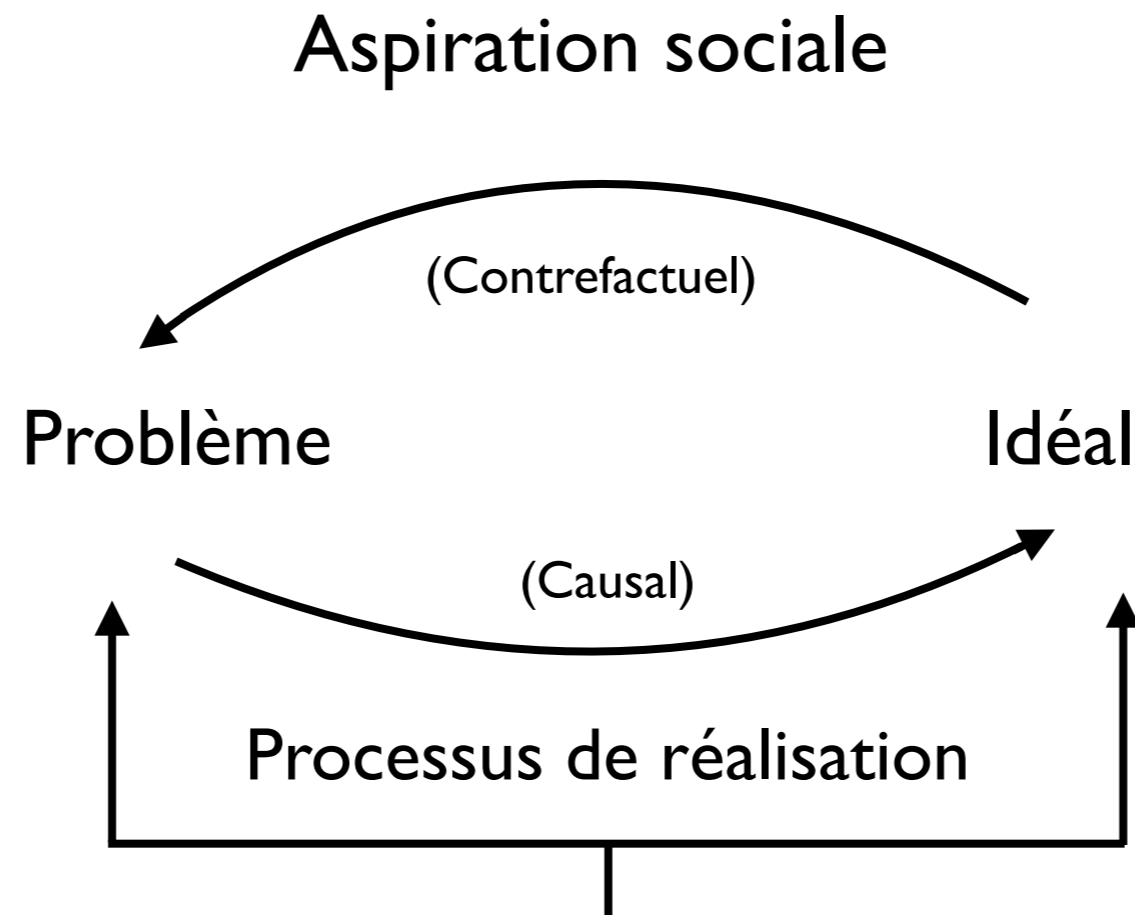 Aspiration sociale
(Contrefactuel)
Problème
Idéal
(Causal)
Processus de réalisation